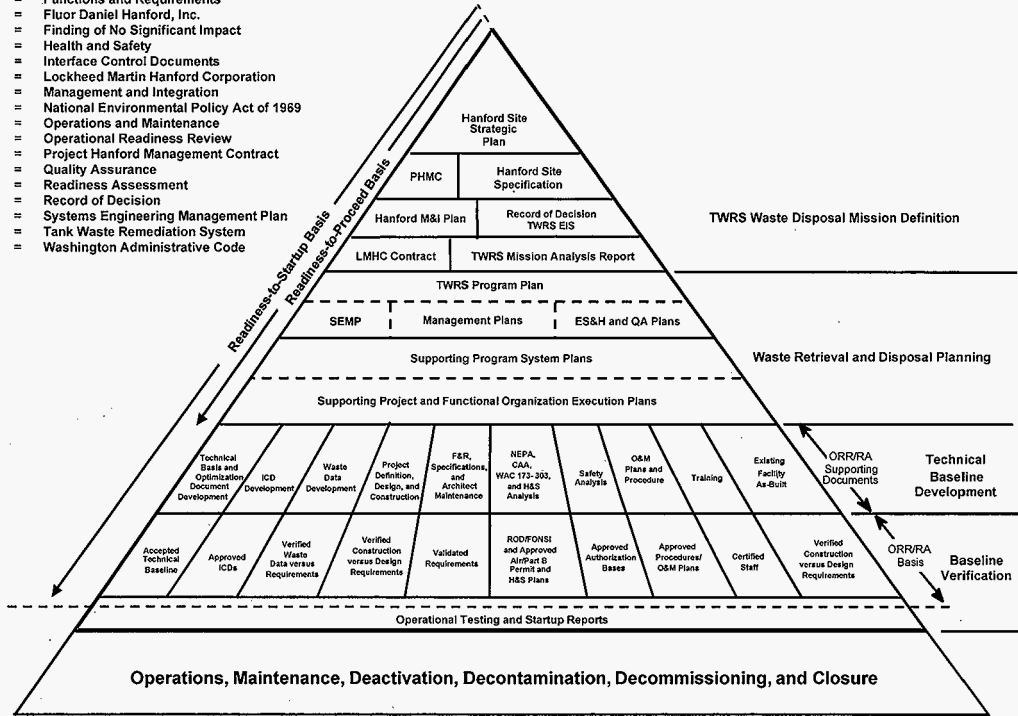 = Functions and Requirements
= Fluor Daniel Hanford, Inc.
= Finding of No Significant Impact
= Health and Safety
= Interface Control Documents
= Lockheed Martin Hanford Corporation
= Management and Integration
= National Environmental Policy Act of 1969
= Operations and Maintenance
= Operational Readiness Review
= Project Hanford Management Contract
= Quality Assurance
= Readiness Assessment
= Record of Decision
= Systems Engineering Management Plan
= Tank Waste Remediation System
= Washington Administrative Code
Readiness-to-Startup Basis
Readiness-to-Proceed Basis
Hanford Site
Strategic
Plan
PHMC
Hanford Site
Specification
Hanford M&I Plan
Record of Decision
TWRS EIS
LMHC Contract
TWRS Mission Analysis Report
TWRS Waste Disposal Mission Definition
TWRS Program Plan
SEMP
Management Plans
ES&H and QA Plans
Supporting Program System Plans
Supporting Project and Functional Organization Execution Plans
Waste Retrieval and Disposal Planning
Technical
Basis and
Optimization
Document
Development
ICD
Development
Waste
Data
Development
Project
Definition,
Design, and
Construction
F&R,
Specifications,
and
Architect
Maintenance
NEPA,
CAA,
WAC 173-303,
and H&S
Analysis
Safety
Analysis
O&M
Plans and
Procedure
Training
Existing
Facility
As-Built
ORR/RA
Supporting
Documents
Technical
Baseline
Development
Accepted
Technical
Baseline
Approved
ICDs
Verified
Waste
Data versus
Requirements
Verified
Construction
versus Design
Requirements
Validated
Requirements
ROD/FONSI
and Approved
Air/Part B
Permit and
H&S Plans
Approved
Authorization
Bases
Approved
Procedures/
O&M Plans
Certified
Staff
Verified
Construction
versus Design
Requirements
ORR/RA
Basis
Baseline
Verification
Operational Testing and Startup Reports
Operations, Maintenance, Deactivation, Decontamination, Decommissioning, and Closure